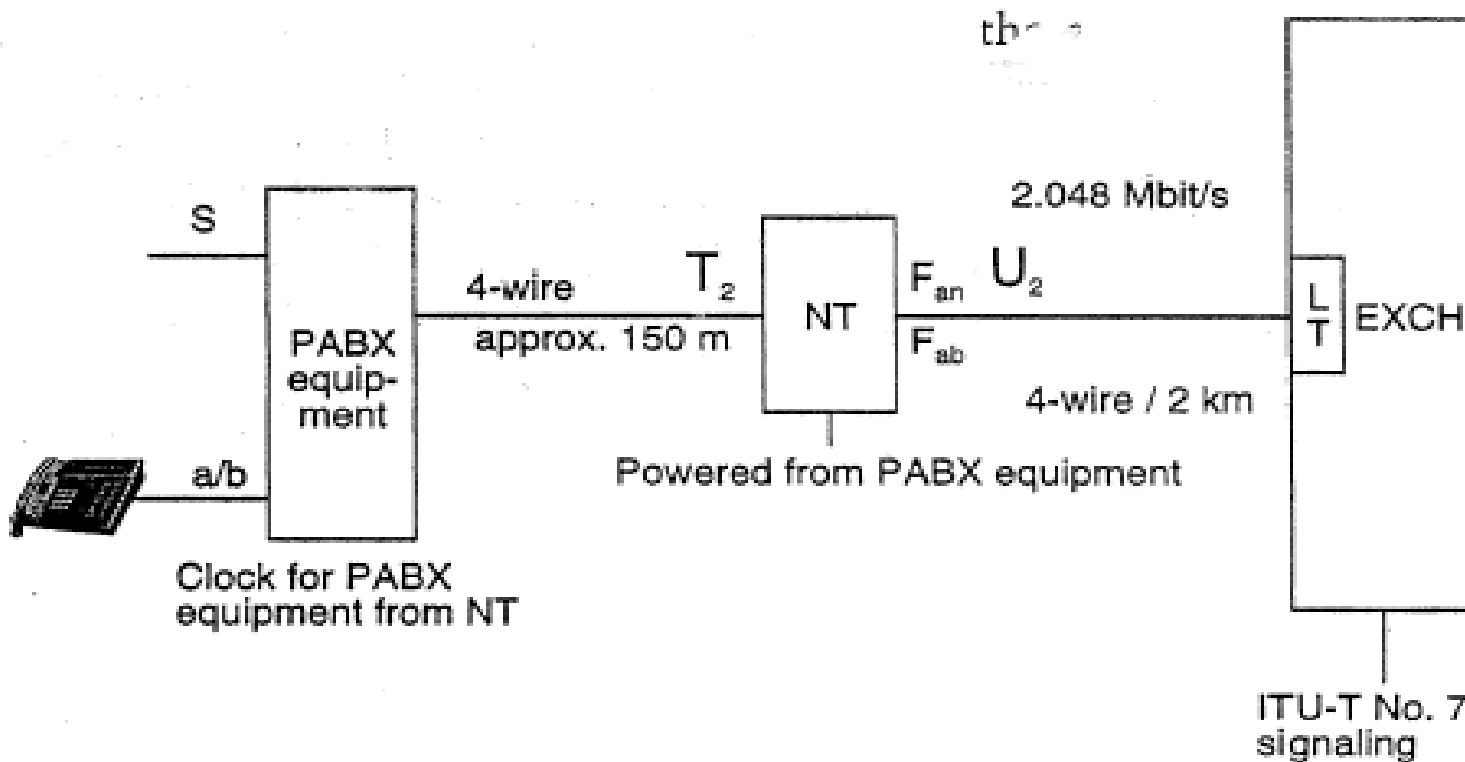 2.048 Mbit/s
S
4-wire
T₂
approx. 150 m
NT
Fₐₙ
U₂
Fₐb
4-wire / 2 km
L
T
EXCH
PABX
equip-
ment
Powered from PABX equipment
a/b
Clock for PABX
equipment from NT
ITU-T No. 7
signaling